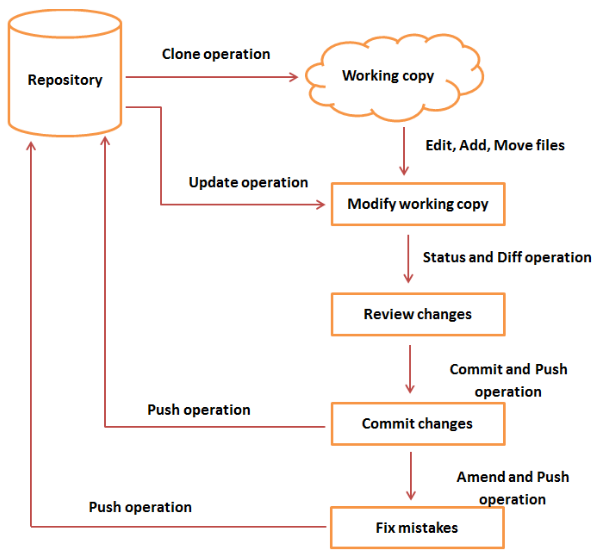 Clone operation
Repository
Working copy
Edit, Add, Move files
Update operation
Modify working copy
Status and Diff operation
Review changes
Commit and Push
operation
Push operation
Commit changes
Amend and Push
operation
Push operation
Fix mistakes